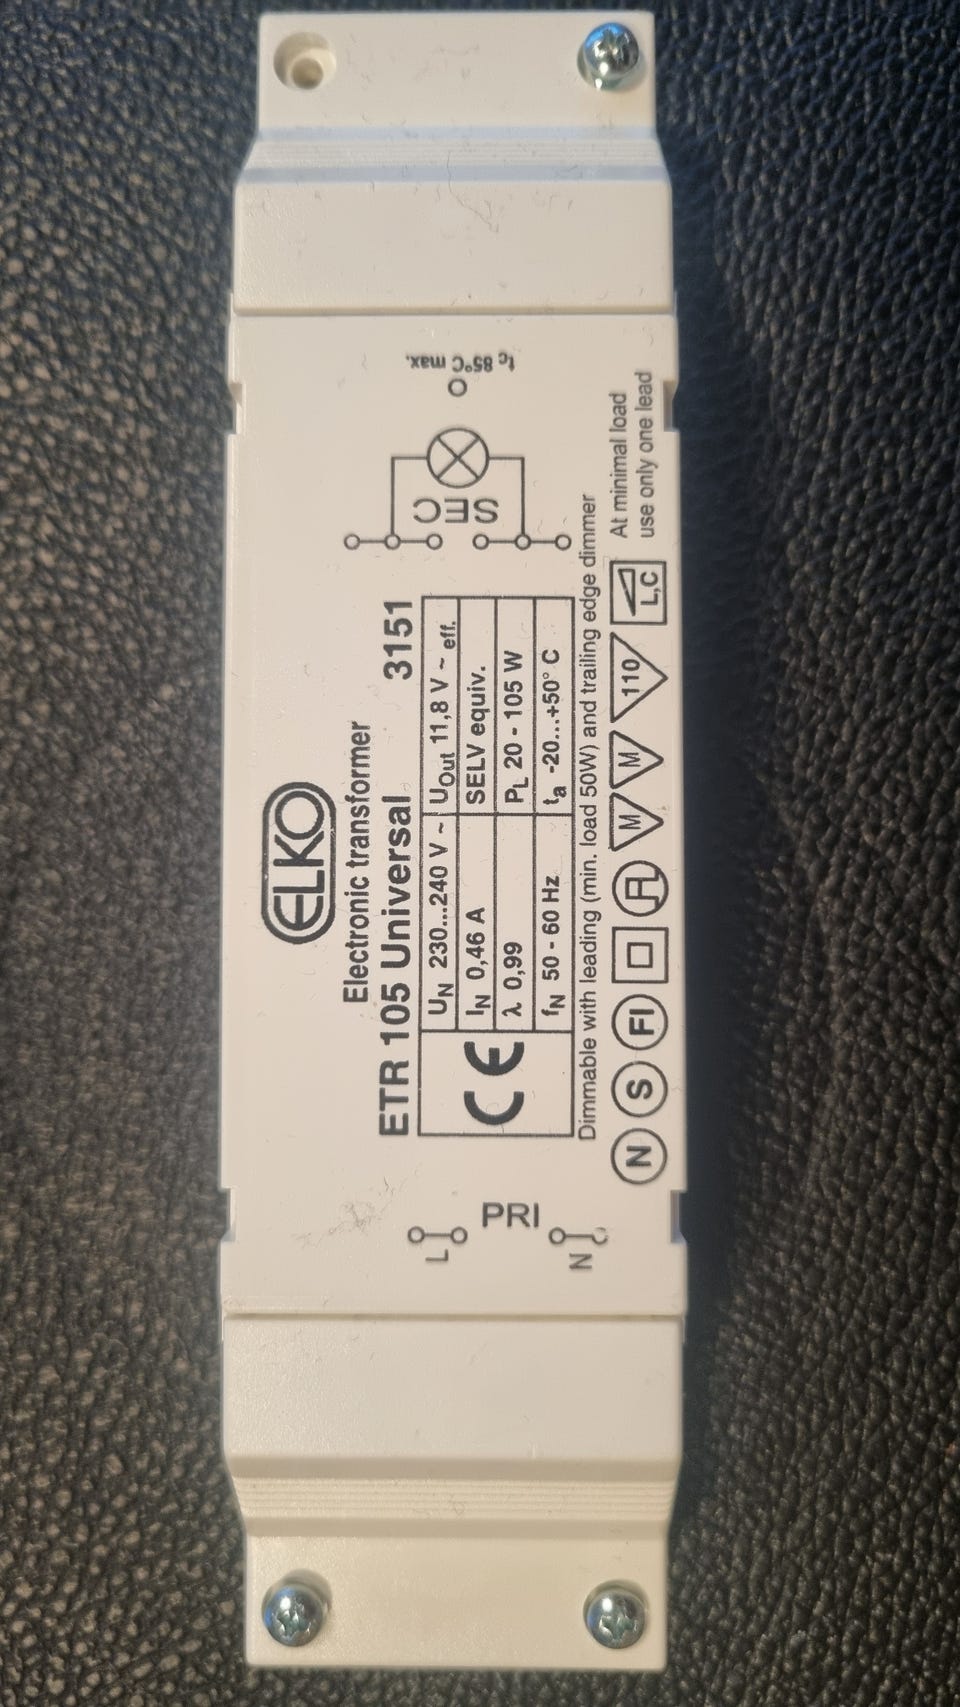 ELKO
Electronic transformer
ETR 105 Universal 3151
CE
U_N 230...240 V ~
U_Out 11,8 V ~ eff.
I_N 0,46 A
SELV equiv.
λ 0,99
P_L 20 - 105 W
f_N 50 - 60 Hz
t_a -20...+50° C
Dimmable with leading (min. load 50W) and trailing edge dimmer
N S FI M M 110 L,C
At minimal load
use only one lead
L
PRI
N
SEC
t_c 85°C max.